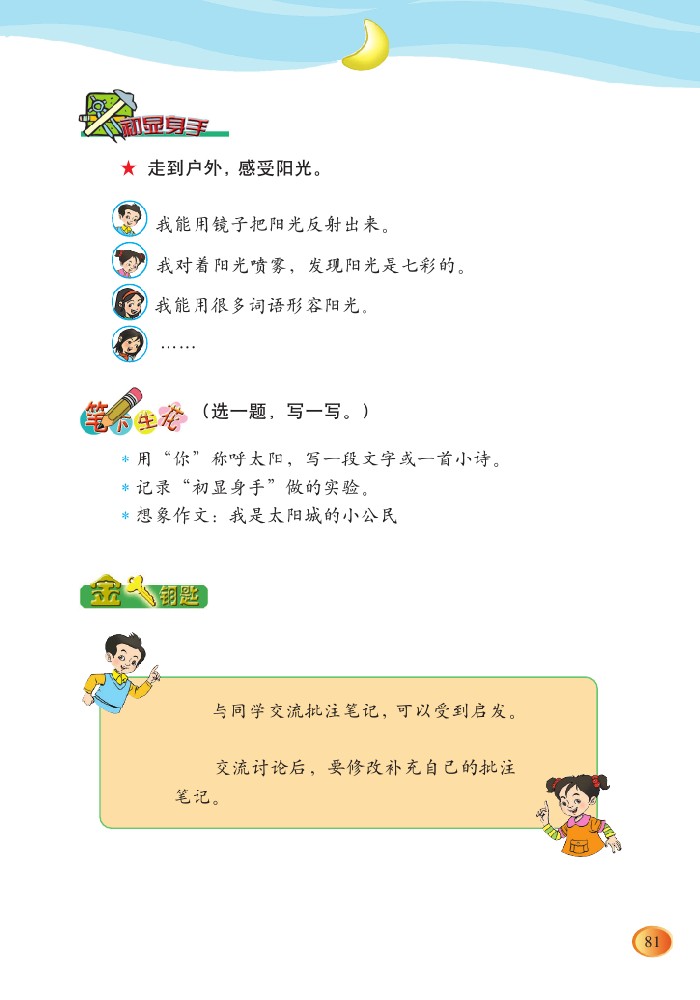 初显身手
★ 走到户外，感受阳光。
我能用镜子把阳光反射出来。
我对着阳光喷雾，发现阳光是七彩的。
我能用很多词语形容阳光。
……
笔下生花 （选一题，写一写。）
* 用“你”称呼太阳，写一段文字或一首小诗。
* 记录“初显身手”做的实验。
* 想象作文：我是太阳城的小公民
金钥匙
与同学交流批注笔记，可以受到启发。
交流讨论后，要修改补充自己的批注
笔记。
81